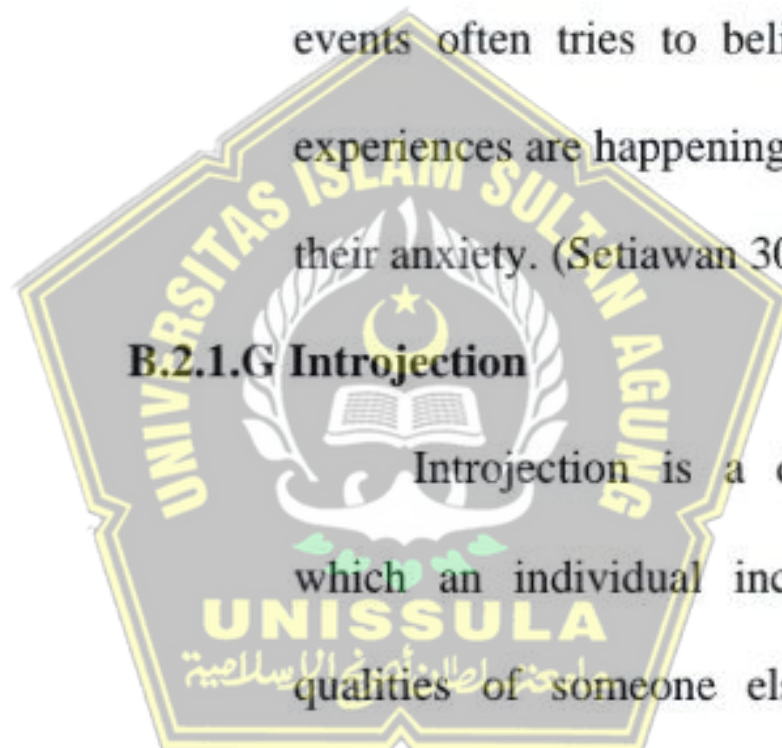 events often tries to beli
experiences are happening
their anxiety. (Setiawan 30
B.2.1.G Introjection
Introjection is a d
which an individual inc
qualities of someone els
UNIVERSITAS ISLAM SULTAN AGUNG
UNISSULA
جامعة سلطان أجونج الإسلامية